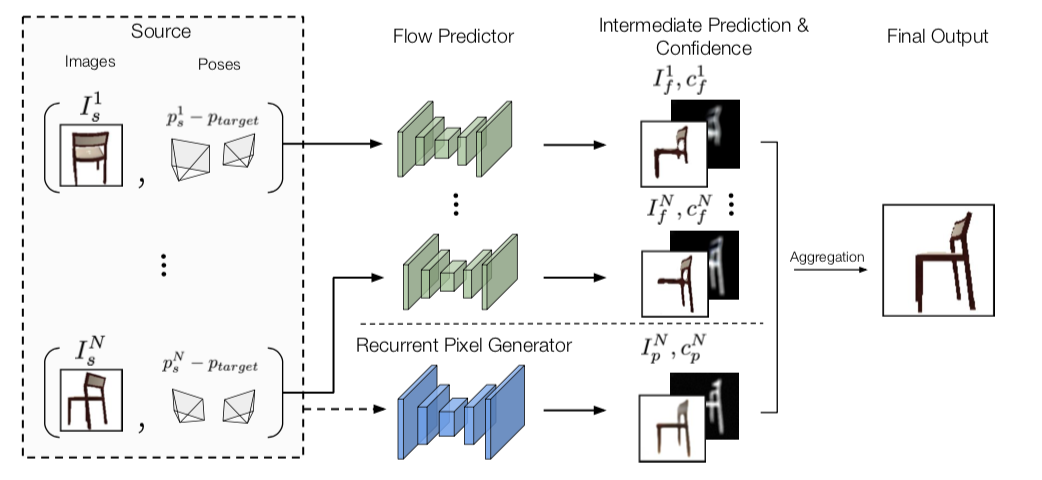 Source
Flow Predictor
Intermediate Prediction &
Confidence
Final Output
Images
Poses
I_s^1
p_s^1 − p_{target}
,
I_f^1, c_f^1
⋮
⋮
I_f^N, c_f^N ⋮
Aggregation
I_s^N
p_s^N − p_{target}
,
Recurrent Pixel Generator
I_p^N, c_p^N